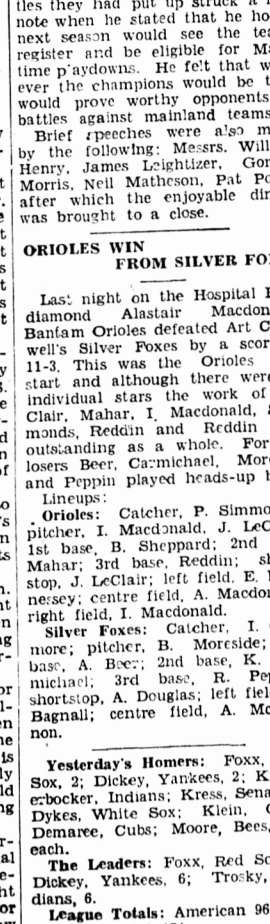 tles they had put up struck a
note when he stated that he ho
next season would see the tea
register and be eligible for Ma
time p'aydowns. He felt that w
ever the champions would be t
would prove worthy opponents
battles against mainland teams
Brief speeches were also m
by the following: Messrs. Will
Henry, James Leightizer, Gor
Morris, Neil Matheson, Pat Po
after which the enjoyable din
was brought to a close.
ORIOLES WIN
FROM SILVER FO
Last night on the Hospital
diamond Alastair Macdon
Bantam Orioles defeated Art C
well's Silver Foxes by a scor
11-3. This was the Orioles
start and although there were
individual stars the work of
Clair, Mahar, I. Macdonald,
monds, Reddin and Reddin
outstanding as a whole. For
losers Beer, Carmichael, Mor
and Peppin played heads-up b
Lineups:
Orioles: Catcher, P. Simmo
pitcher, I. Macdonald, J. LeC
1st base, B. Sheppard; 2nd
Mahar; 3rd base, Reddin; s
stop, J. LeClair; left field, E.
nessey; centre field, A. Macdo
right field, I. Macdonald.
Silver Foxes: Catcher, I.
more; pitcher, B. Moreside;
base, A. Beer; 2nd base, K.
michael; 3rd base, R. Pep
shortstop, A. Douglas; left fiel
Bagnall; centre field, A. Mc
non.
Yesterday's Homers: Foxx,
Sox, 2; Dickey, Yankees, 2; K
erbocker, Indians; Kress, Sena
Dykes, White Sox; Klein,
Demaree, Cubs; Moore, Bees,
each.
The Leaders: Foxx, Red So
Dickey, Yankees, 6; Trosky,
dians, 6.
League Totals: American 96